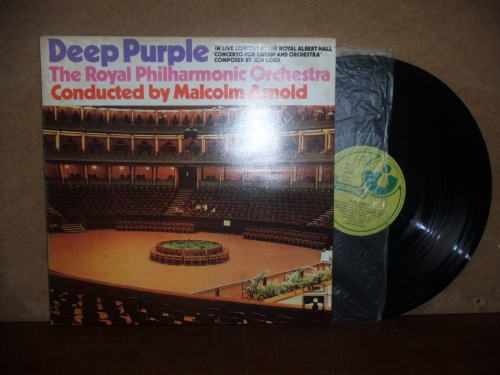 Deep Purple
IN LIVE CONCERT AT THE ROYAL ALBERT HALL
'CONCERTO FOR GROUP AND ORCHESTRA'
COMPOSED BY JON LORD.
The Royal Philharmonic Orchestra
Conducted by Malcolm Arnold